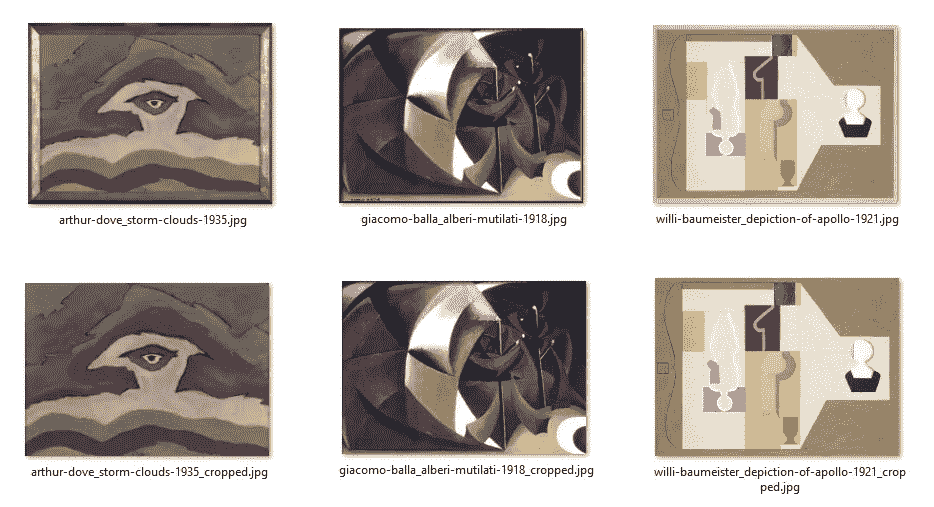 arthur-dove_storm-clouds-1935.jpg
giacomo-balla_alberi-mutilati-1918.jpg
willi-baumeister_depiction-of-apollo-1921.jpg
arthur-dove_storm-clouds-1935_cropped.jpg
giacomo-balla_alberi-mutilati-1918_cropped.jpg
willi-baumeister_depiction-of-apollo-1921_crop
ped.jpg